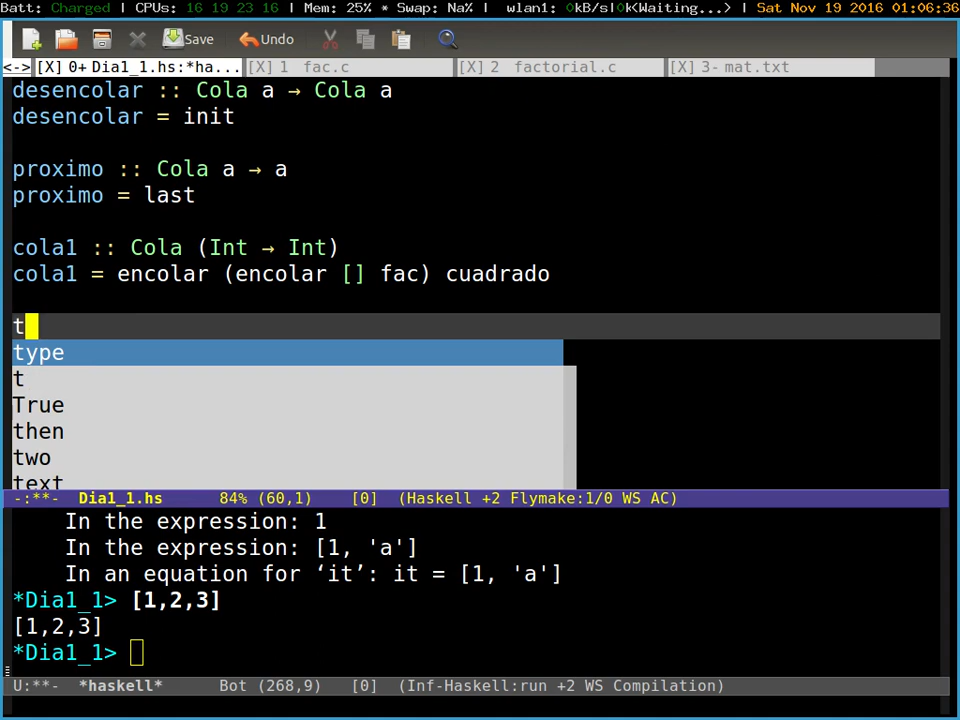 Batt: Charged | CPUs: 16 19 23 16 | Mem: 25% * Swap: Na% | wlan1: 0kB/s|0K(Waiting...> | Sat Nov 19 2016 01:06:36
Save Undo
<-> [X] 0+ Dia1_1.hs:*ha... [X] 1 fac.c [X] 2 factorial.c [X] 3- mat.txt
desencolar :: Cola a → Cola a
desencolar = init
proximo :: Cola a → a
proximo = last
cola1 :: Cola (Int → Int)
cola1 = encolar (encolar [] fac) cuadrado
t
type
t
True
then
two
text
-:**- Dia1_1.hs 84% (60,1) [0] (Haskell +2 Flymake:1/0 WS AC)
In the expression: 1
In the expression: [1, 'a']
In an equation for ‘it’: it = [1, 'a']
*Dia1_1> [1,2,3]
[1,2,3]
*Dia1_1>
U:**- *haskell* Bot (268,9) [0] (Inf-Haskell:run +2 WS Compilation)